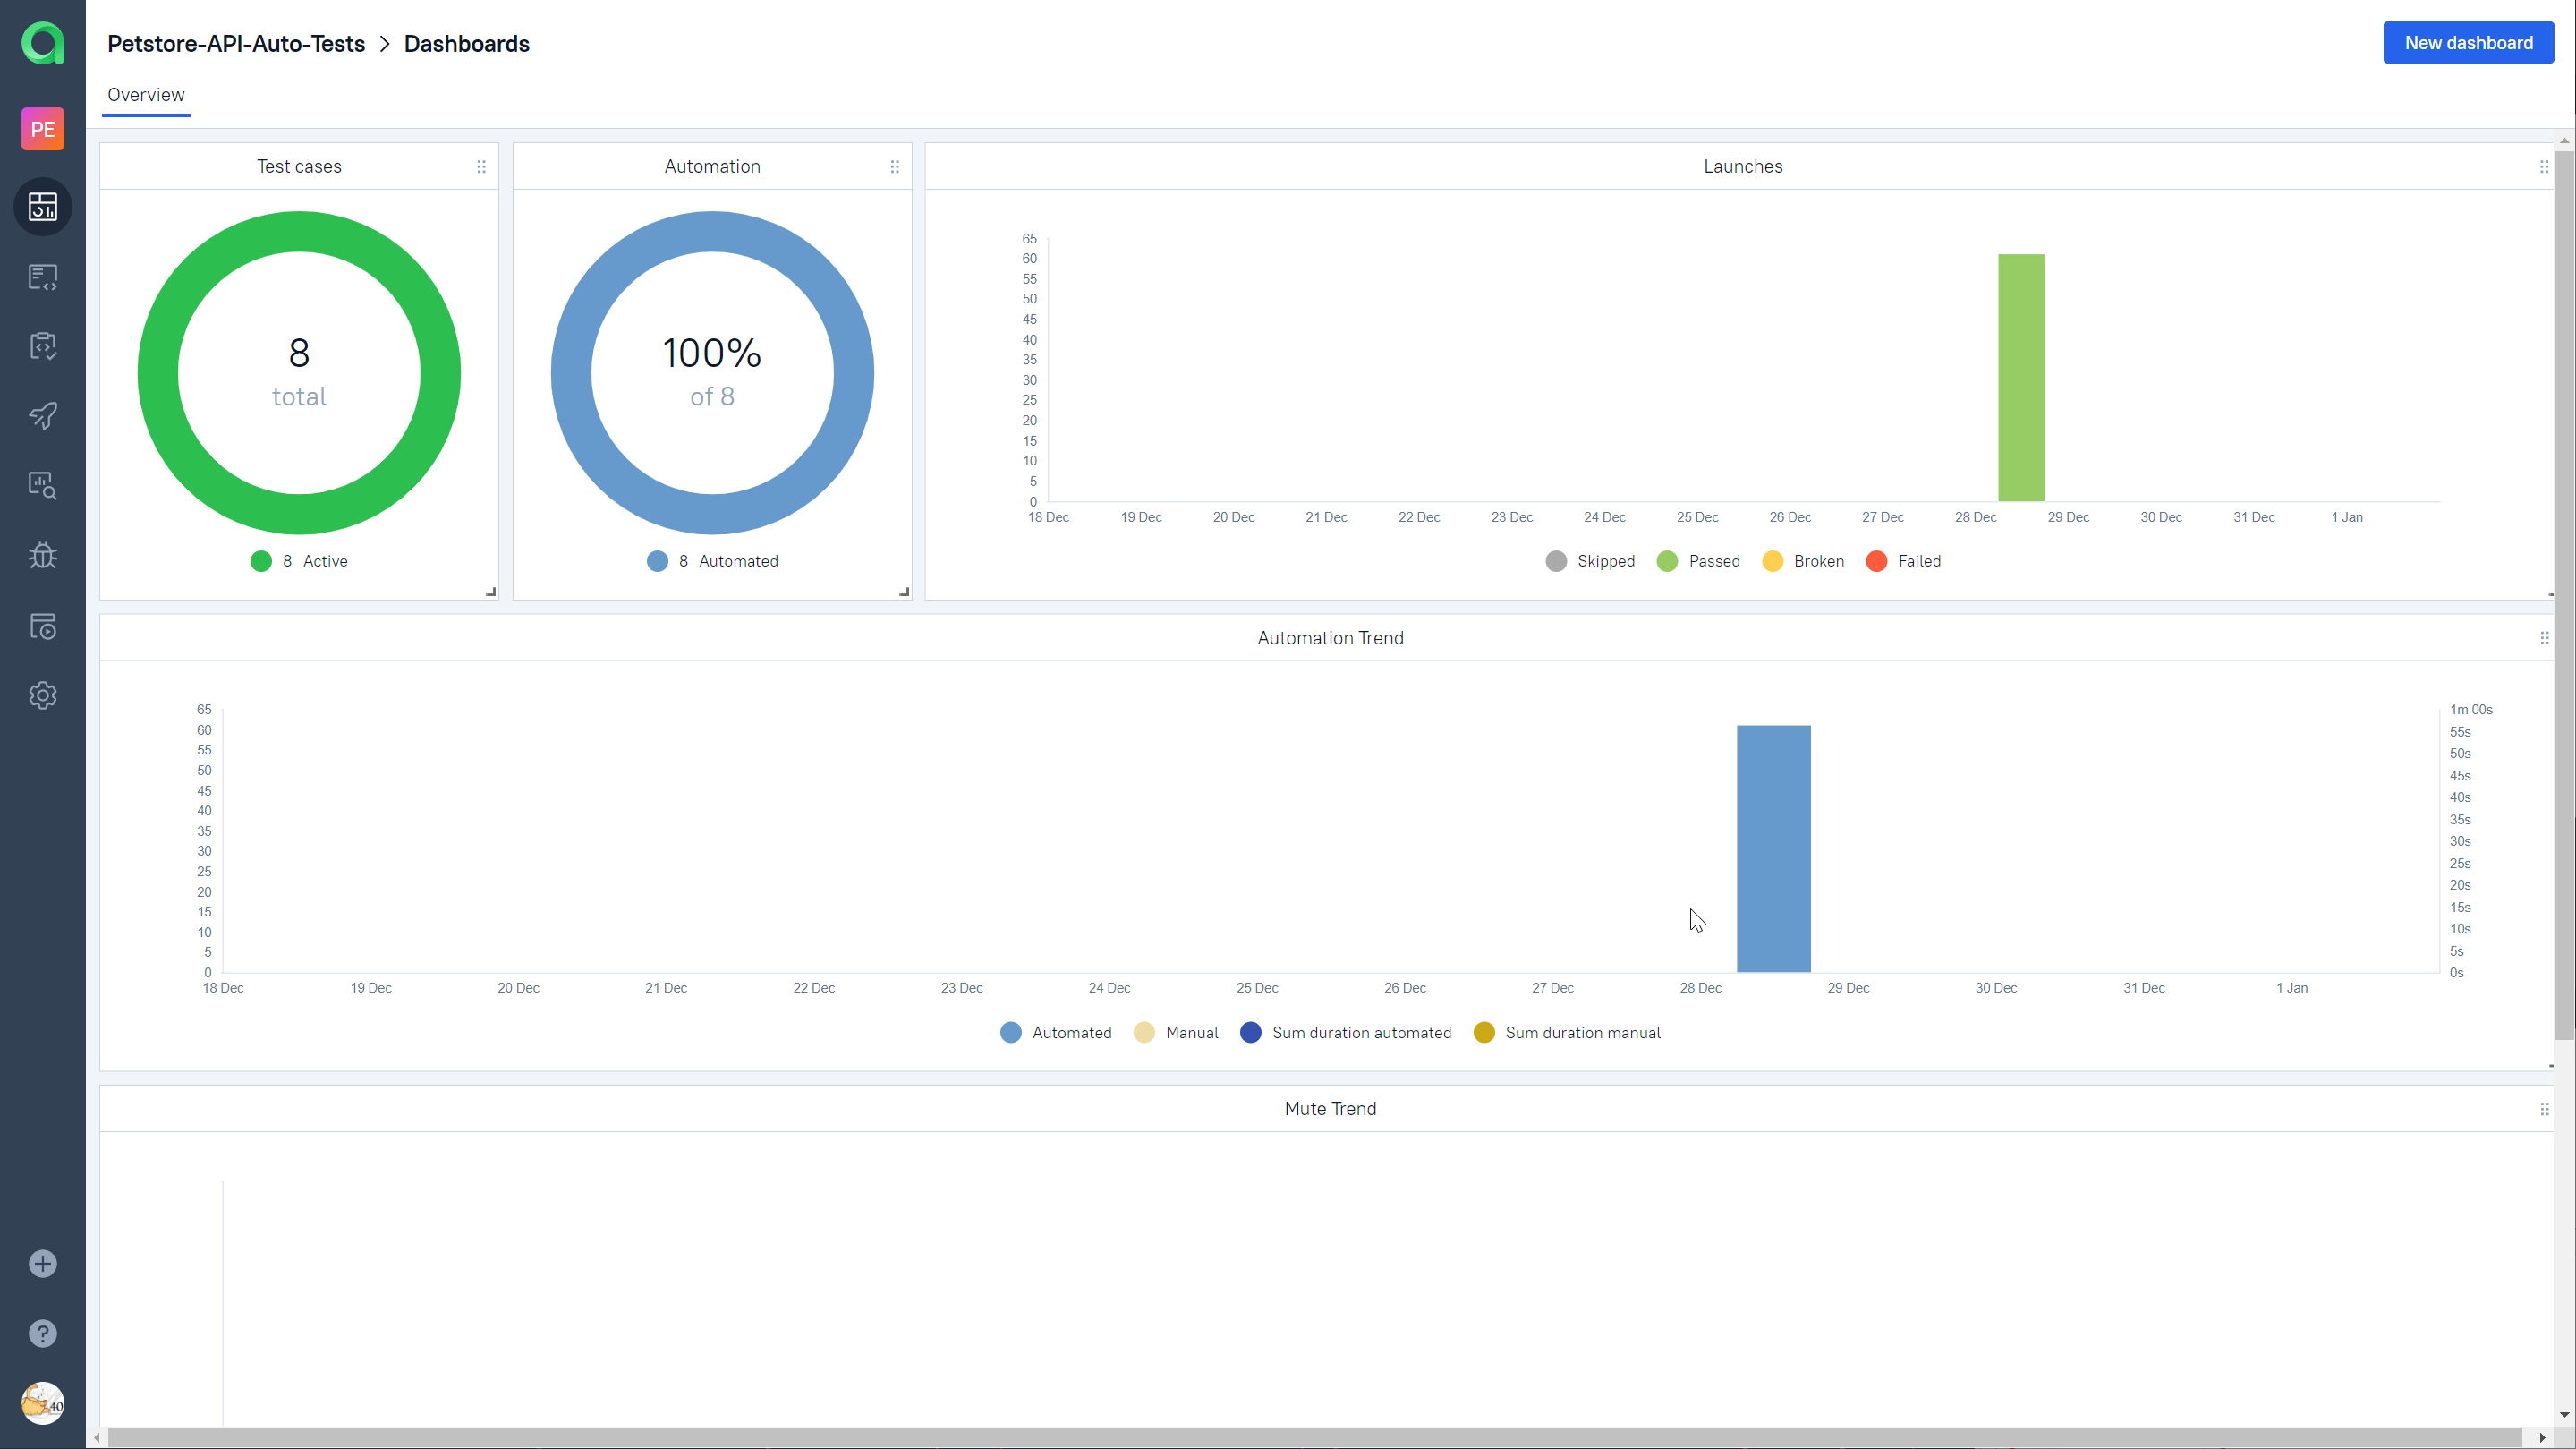 Petstore-API-Auto-Tests > Dashboards
New dashboard
Overview
PE
Test cases
8
total
8 Active
Automation
100%
of 8
8 Automated
Launches
65
60
55
50
45
40
35
30
25
20
15
10
5
0
18 Dec 19 Dec 20 Dec 21 Dec 22 Dec 23 Dec 24 Dec 25 Dec 26 Dec 27 Dec 28 Dec 29 Dec 30 Dec 31 Dec 1 Jan
Skipped Passed Broken Failed
Automation Trend
65
60
55
50
45
40
35
30
25
20
15
10
5
0
1m 00s
55s
50s
45s
40s
35s
30s
25s
20s
15s
10s
5s
0s
18 Dec 19 Dec 20 Dec 21 Dec 22 Dec 23 Dec 24 Dec 25 Dec 26 Dec 27 Dec 28 Dec 29 Dec 30 Dec 31 Dec 1 Jan
Automated Manual Sum duration automated Sum duration manual
Mute Trend
?
40